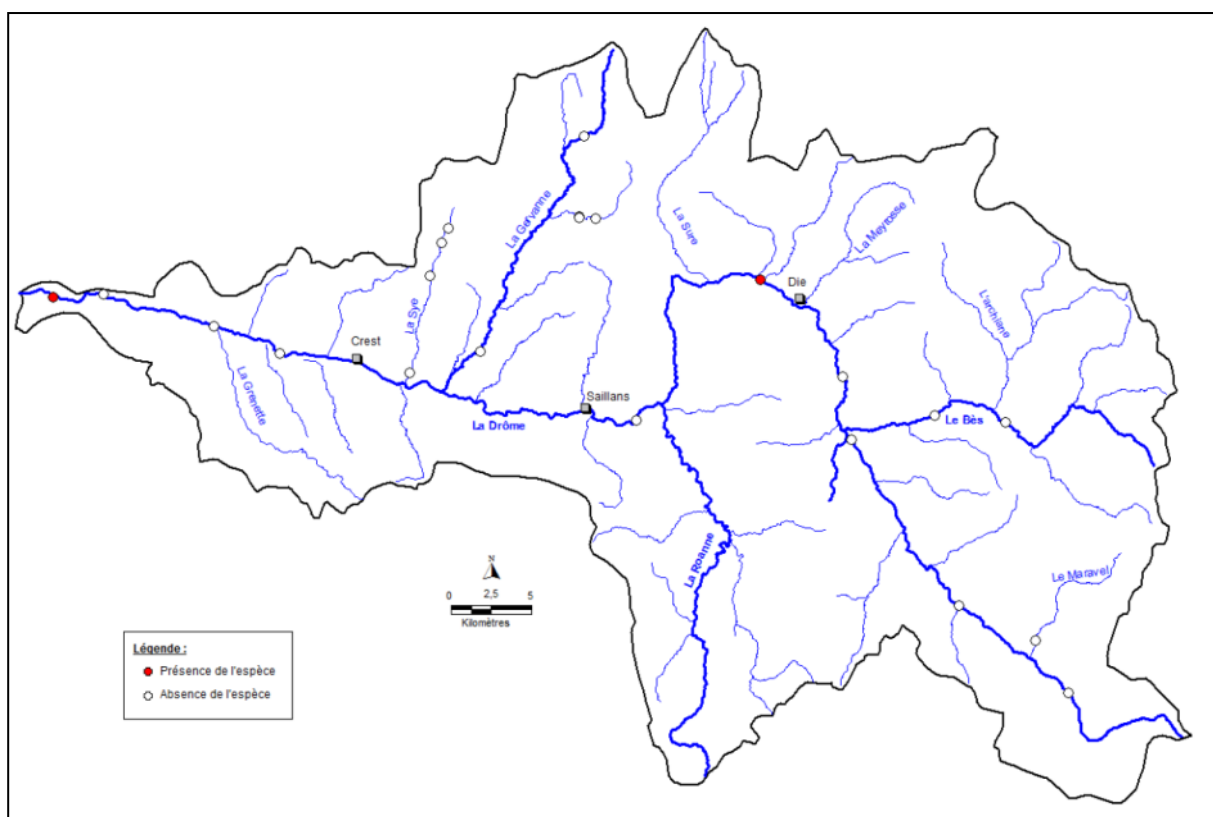 La Gervanne
La Sure
La Meyrosse
Die
L'archiane
La Sye
Crest
La Grenette
Saillans
La Drôme
Le Bès
La Roanne
Le Maravel
N
0 2,5 5
Kilomètres
Légende :
Présence de l'espèce
Absence de l'espèce